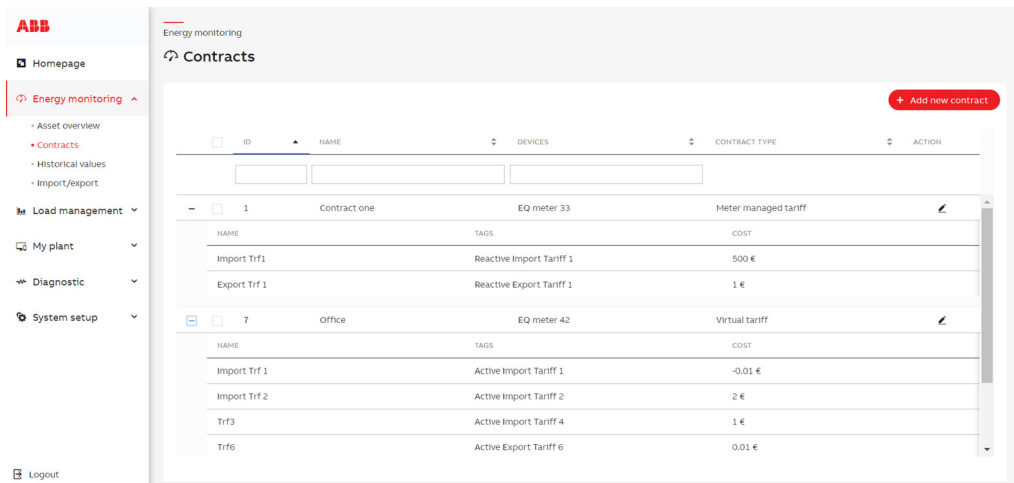 ABB
Homepage
Energy monitoring
Asset overview
Contracts
Historical values
Import/export
Load management
My plant
Diagnostic
System setup
Logout
Energy monitoring
Contracts
+ Add new contract
ID NAME DEVICES CONTRACT TYPE ACTION
1 Contract one EQ meter 33 Meter managed tariff
NAME TAGS COST
Import Trf1 Reactive Import Tariff 1 500 €
Export Trf 1 Reactive Export Tariff 1 1 €
7 Office EQ meter 42 Virtual tariff
NAME TAGS COST
Import Trf 1 Active Import Tariff 1 -0.01 €
Import Trf 2 Active Import Tariff 2 2 €
Trf3 Active Import Tariff 4 1 €
Trf6 Active Export Tariff 6 0.01 €